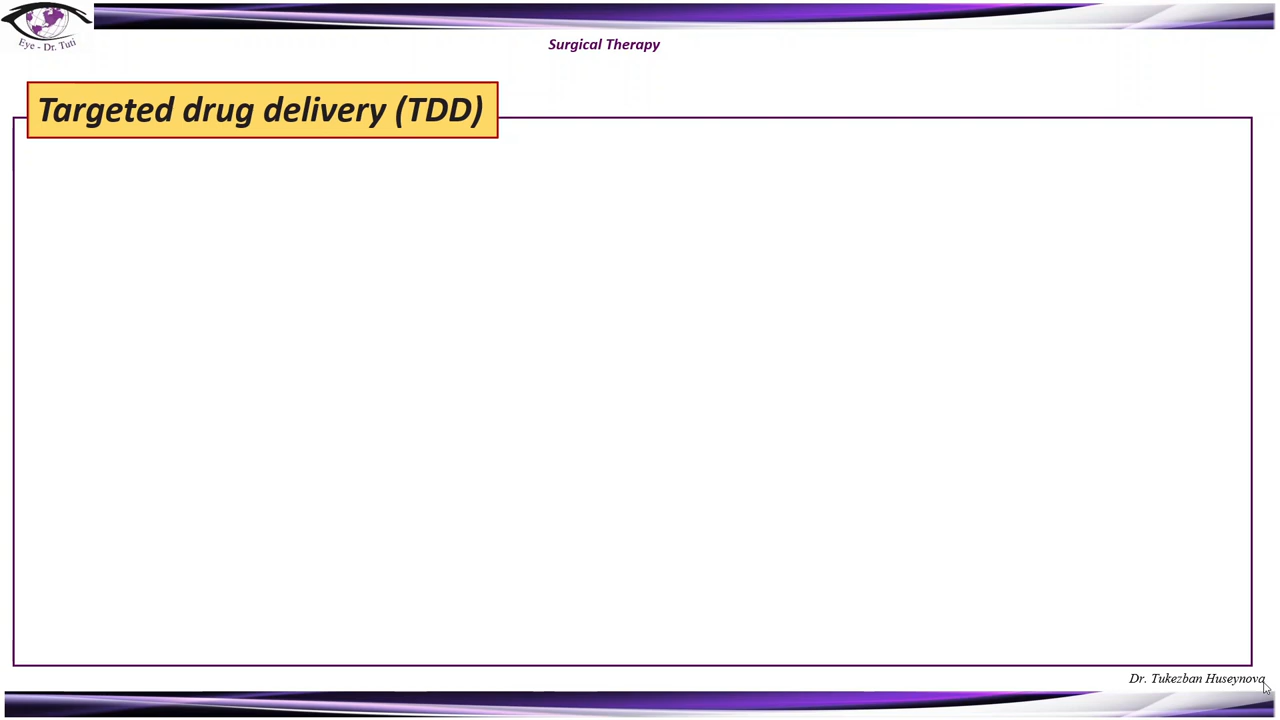 Eye - Dr. Tuti
Surgical Therapy
Targeted drug delivery (TDD)
Dr. Tukezban Huseynova